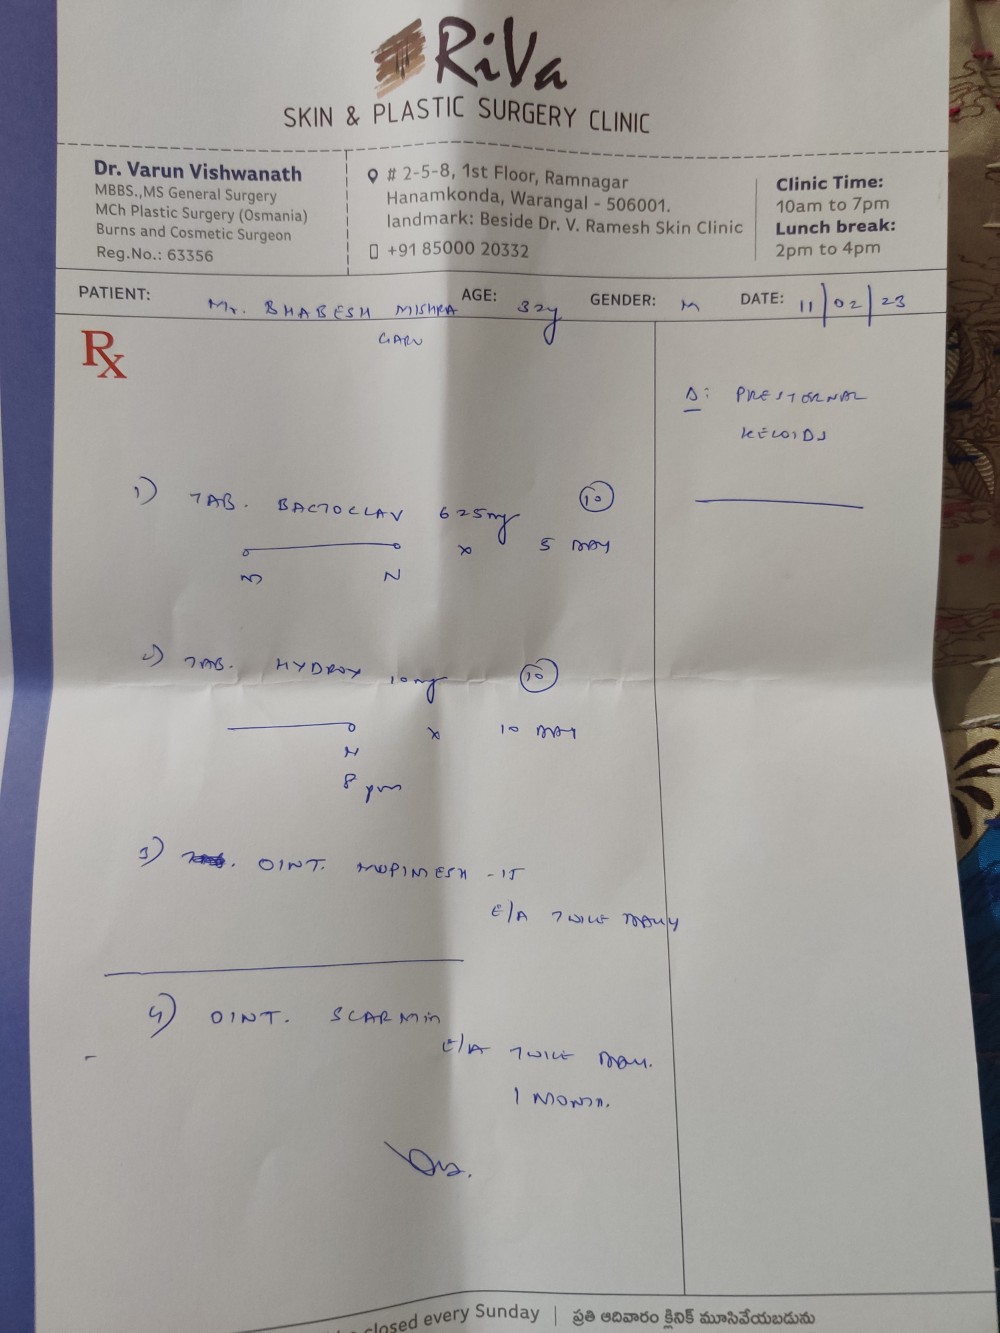 RiVa
SKIN & PLASTIC SURGERY CLINIC
Dr. Varun Vishwanath
MBBS.,MS General Surgery
MCh Plastic Surgery (Osmania)
Burns and Cosmetic Surgeon
Reg.No.: 63356
# 2-5-8, 1st Floor, Ramnagar
Hanamkonda, Warangal - 506001.
landmark: Beside Dr. V. Ramesh Skin Clinic
+91 85000 20332
Clinic Time:
10am to 7pm
Lunch break:
2pm to 4pm
PATIENT: Mr. BHABESH MISHRA AGE: 32y GENDER: M DATE: 11/02/23
GARU
Rx
Δ: PRESTERNAL
KELOIDS
1) TAB. BACTOCLAV 625mg 10
x 5 DAY
M N
2) TAB. HYDROX 10mg 10
x 10 DAY
N
8 pm
3) OINT. MUPIMESH - 15
E/A TWICE DAILY
4) OINT. SCARMIN
E/A TWICE DAILY.
1 MONTH.
closed every Sunday | ప్రతి ఆదివారం క్లినిక్ మూసివేయబడును